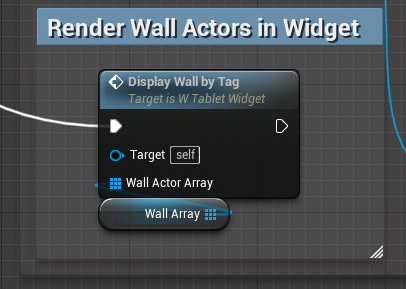 Render Wall Actors in Widget
Display Wall by Tag
Target is W Tablet Widget
Target self
Wall Actor Array
Wall Array